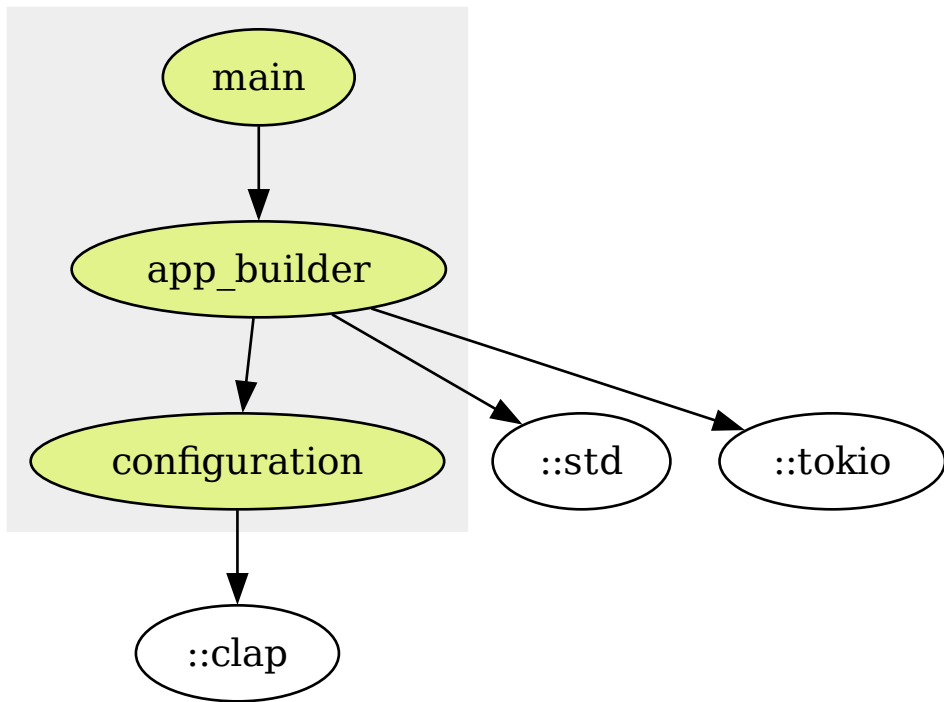 main
app_builder
configuration
::std
::tokio
::clap